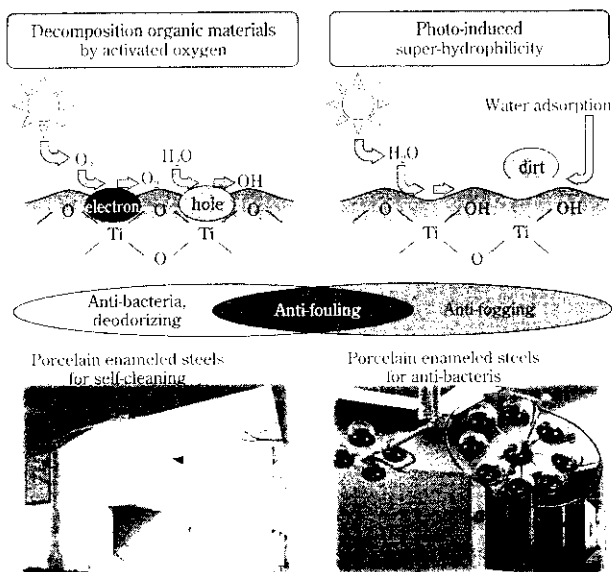 Decomposition organic materials
by activated oxygen
Photo-induced
super-hydrophilicity
Water adsorption
O₂ H₂O
O₂ OH
electron hole
O O O
Ti Ti
O
H₂O dirt
O OH OH
Ti Ti
O
Anti-bacteria,
deodorizing
Anti-fouling
Anti-fogging
Porcelain enameled steels
for self-cleaning
Porcelain enameled steels
for anti-bacteris